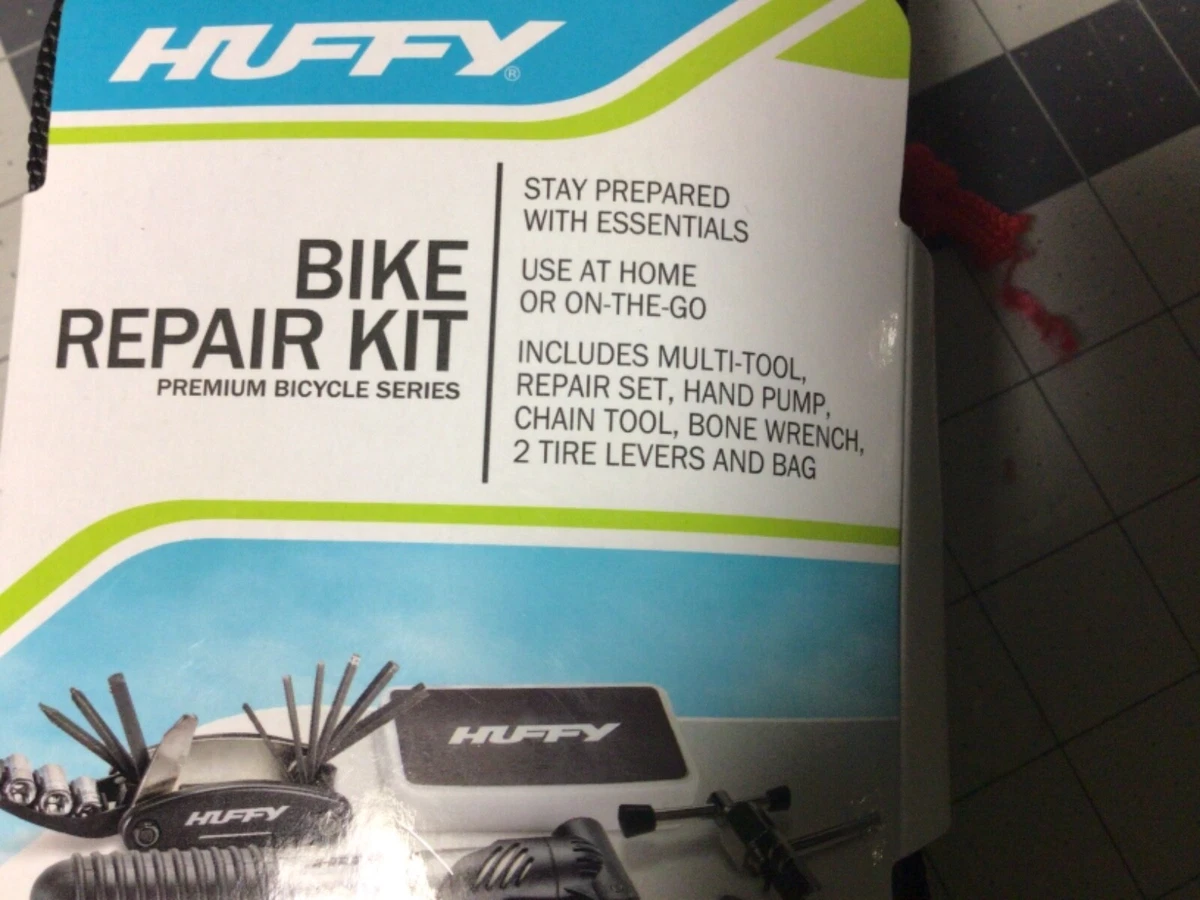 HUFFY®
BIKE
REPAIR KIT
PREMIUM BICYCLE SERIES
STAY PREPARED
WITH ESSENTIALS
USE AT HOME
OR ON-THE-GO
INCLUDES MULTI-TOOL,
REPAIR SET, HAND PUMP,
CHAIN TOOL, BONE WRENCH,
2 TIRE LEVERS AND BAG
HUFFY
HUFFY